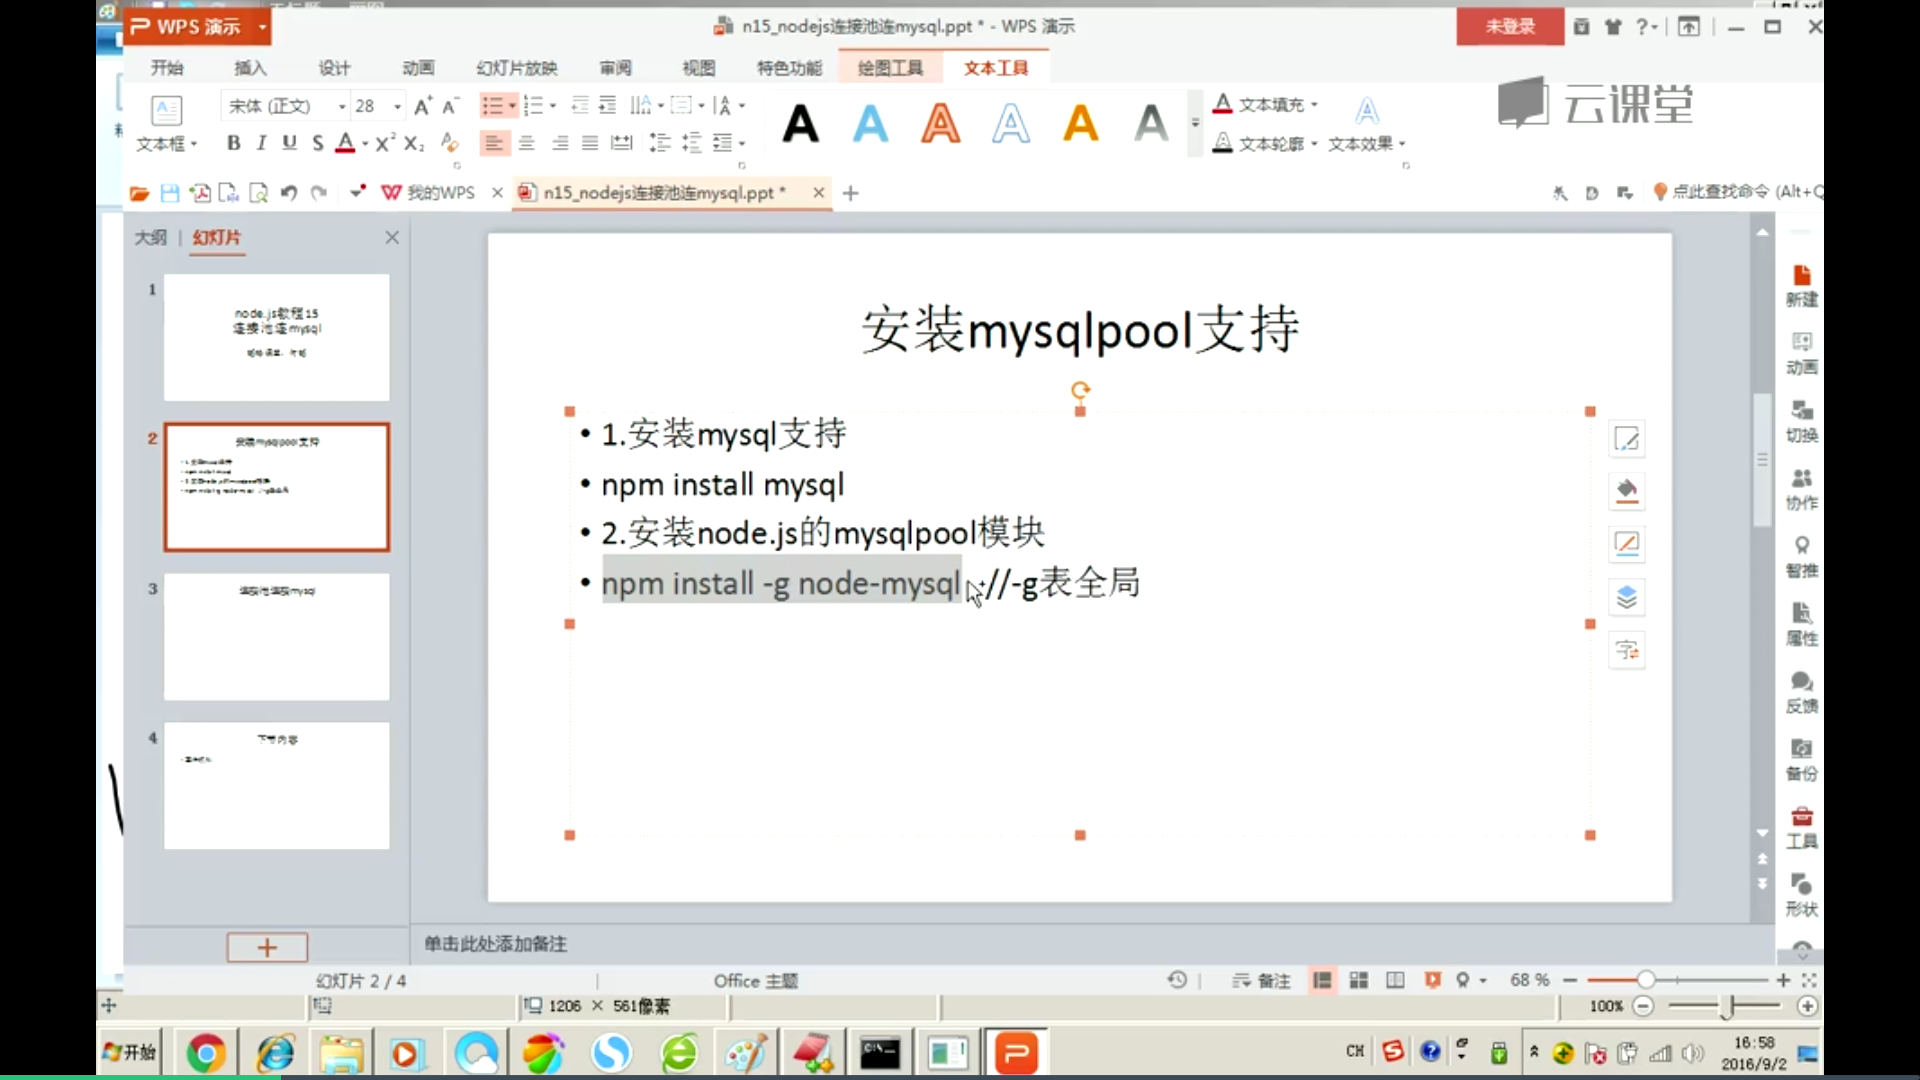 WPS 演示
n15_nodejs连接池连mysql.ppt * - WPS 演示
未登录
开始 插入 设计 动画 幻灯片放映 审阅 视图 特色功能 绘图工具 文本工具
云课堂
文本框
宋体 (正文) 28
B I U S A X² X₂
A A A A A A
文本填充
文本轮廓 文本效果
我的WPS
n15_nodejs连接池连mysql.ppt *
点此查找命令 (Alt+Q
大纲 幻灯片
1
node.js教程15
连接池连mysql
2
安装mysqlpool支持
3
连接池连接mysql
4
下节内容
安装mysqlpool支持
• 1.安装mysql支持
• npm install mysql
• 2.安装node.js的mysqlpool模块
• npm install -g node-mysql //-g表全局
新建
动画
切换
协作
智推
属性
反馈
备份
工具
形状
单击此处添加备注
幻灯片 2 / 4
Office 主题
备注
68 %
1206 × 561像素
100%
开始
CH
16:58
2016/9/2